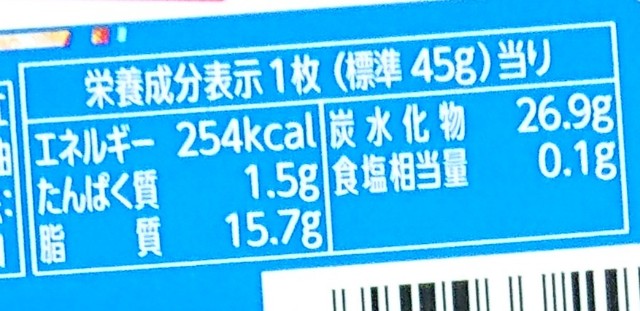 栄養成分表示1枚(標準 45g)当り
エネルギー 254kcal
たんぱく質 1.5g
脂質 15.7g
炭水化物 26.9g
食塩相当量 0.1g